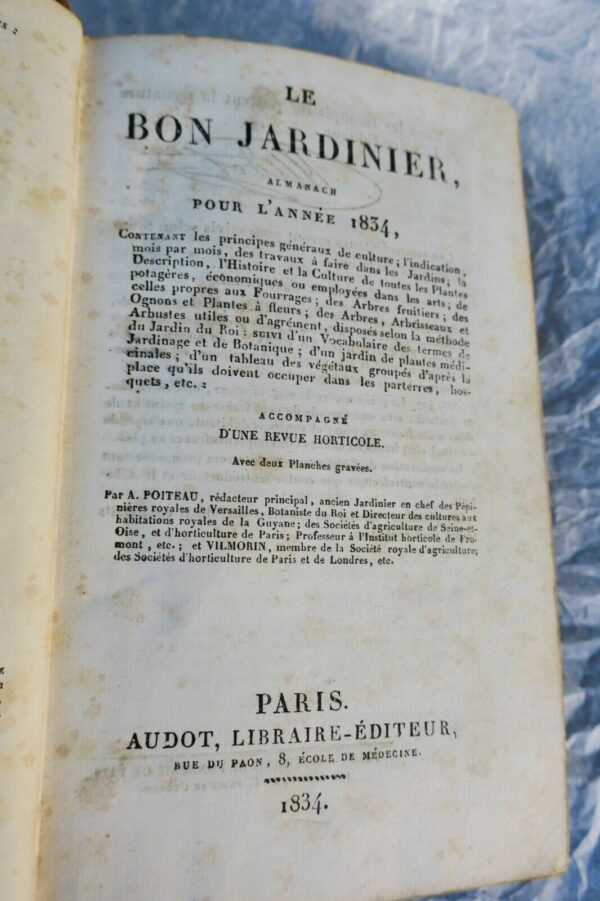 LE
BON JARDINIER,
ALMANACH
POUR L'ANNÉE 1834,
CONTENANT les principes généraux de culture; l'indication,
mois par mois, des travaux à faire dans les Jardins; la
Description, l'Histoire et la Culture de toutes les Plantes
potagères, économiques ou employées dans les arts; de
celles propres aux Fourrages; des Arbres fruitiers; des
Ognons et Plantes à fleurs; des Arbres, Arbrisseaux et
Arbustes utiles ou d'agrément, disposés selon la méthode
du Jardin du Roi: suivi d'un Vocabulaire des termes de
Jardinage et de Botanique; d'un jardin de plantes médi-
cinales; d'un tableau des végétaux groupés d'après la
place qu'ils doivent occuper dans les parterres, bos-
quets, etc.:
ACCOMPAGNÉ
D'UNE REVUE HORTICOLE.
Avec deux Planches gravées.
Par A. POITEAU, rédacteur principal, ancien Jardinier en chef des Pépi-
nières royales de Versailles, Botaniste du Roi et Directeur des cultures aux
habitations royales de la Guyane; des Sociétés d'agriculture de Seine-et-
Oise, et d'horticulture de Paris; Professeur à l'Institut horticole de Fro-
mont, etc.; et VILMORIN, membre de la Société royale d'agriculture;
des Sociétés d'horticulture de Paris et de Londres, etc.
PARIS.
AUDOT, LIBRAIRE-ÉDITEUR,
RUE DU PAON, 8, ÉCOLE DE MÉDECINE.
1834.